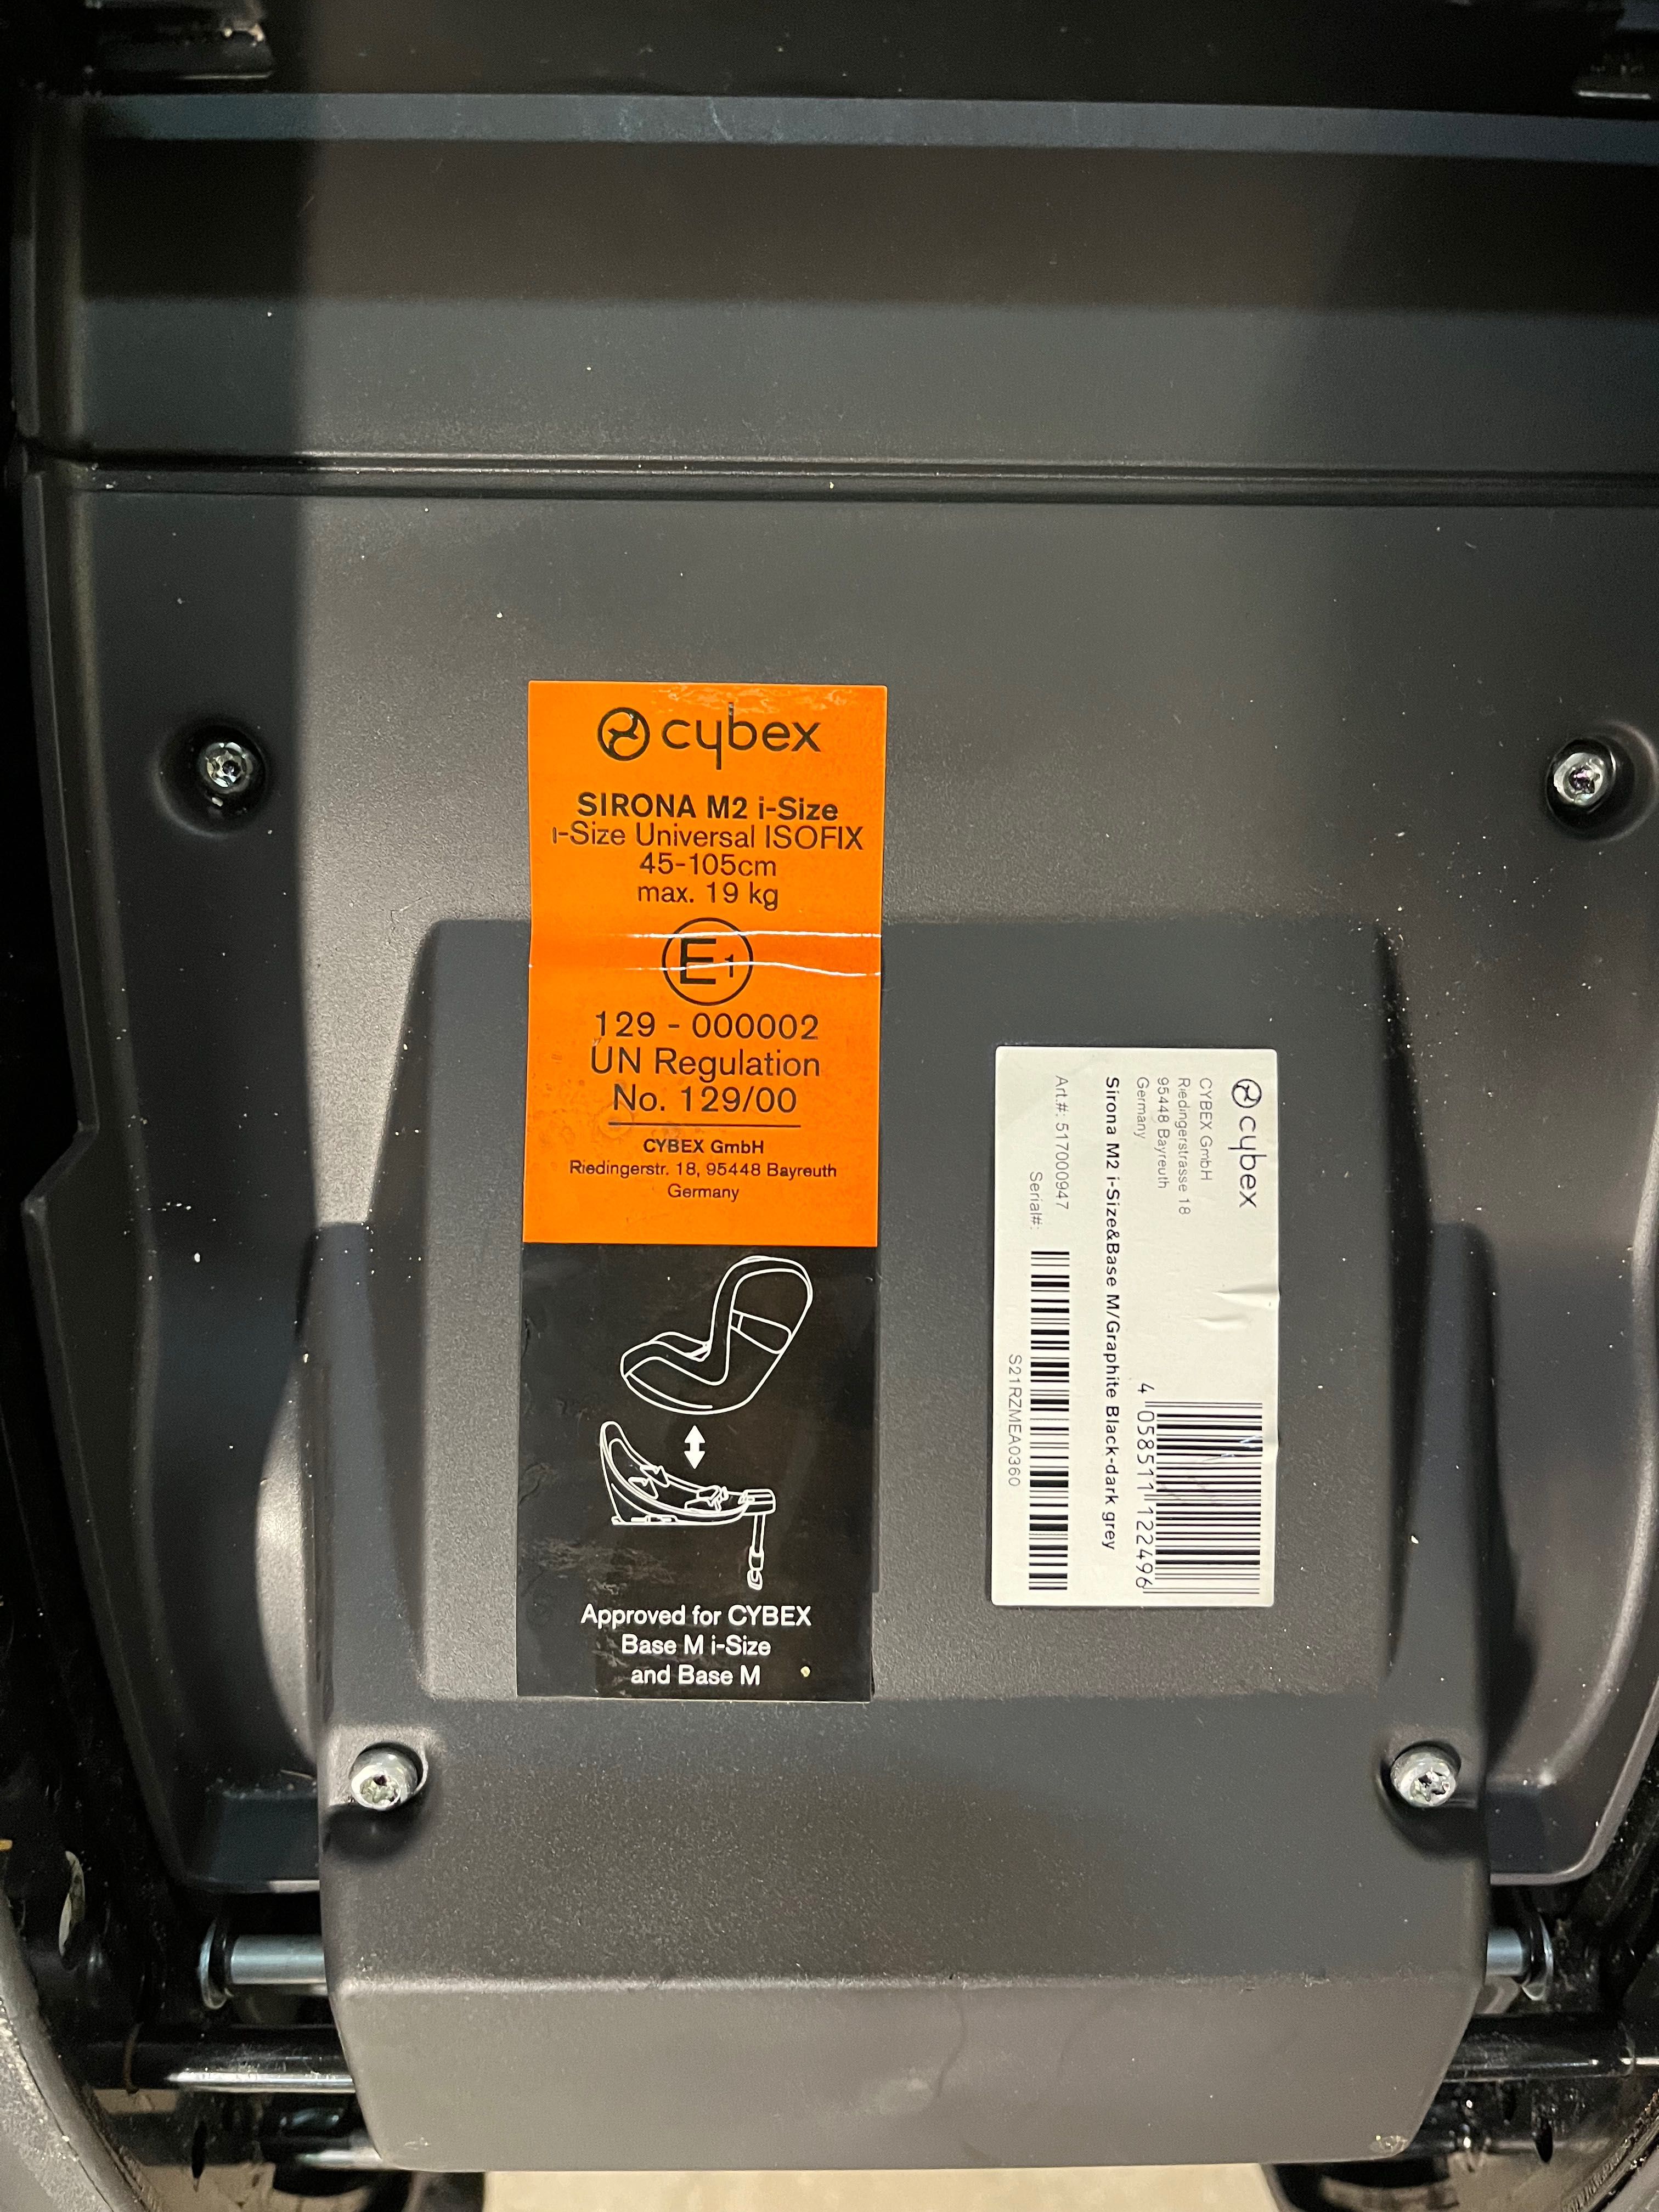 cybex
SIRONA M2 i-Size
i-Size Universal ISOFIX
45-105cm
max. 19 kg
E1
129 - 000002
UN Regulation
No. 129/00
CYBEX GmbH
Riedingerstr. 18, 95448 Bayreuth
Germany
Approved for CYBEX
Base M i-Size
and Base M
cybex
CYBEX GmbH
Riedingerstrasse 18
95448 Bayreuth
Germany
4 058511 122496
Sirona M2 i-Size&Base M/Graphite Black-dark grey
Art.#: 517000947
Serial#:
S21RZMEA0360